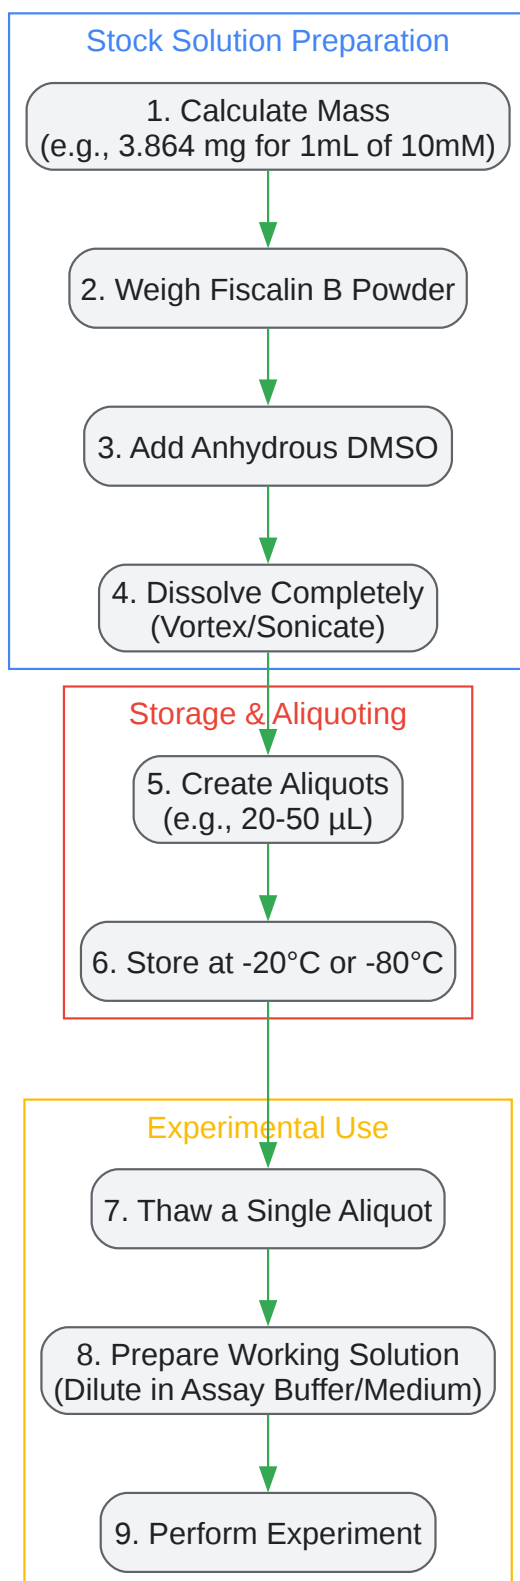 Stock Solution Preparation
1. Calculate Mass
(e.g., 3.864 mg for 1mL of 10mM)
2. Weigh Fiscalin B Powder
3. Add Anhydrous DMSO
4. Dissolve Completely
(Vortex/Sonicate)
Storage & Aliquoting
5. Create Aliquots
(e.g., 20-50 µL)
6. Store at -20°C or -80°C
Experimental Use
7. Thaw a Single Aliquot
8. Prepare Working Solution
(Dilute in Assay Buffer/Medium)
9. Perform Experiment